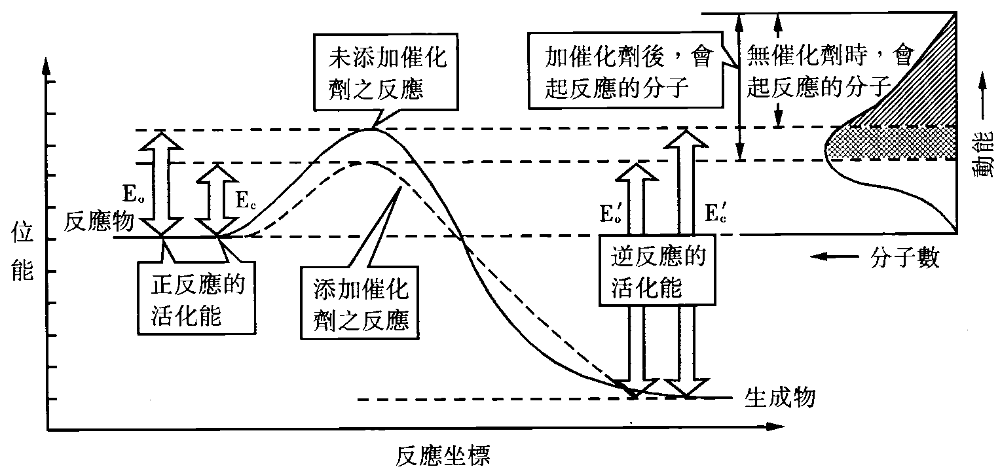 未添加催化
劑之反應
加催化劑後，會
起反應的分子
無催化劑時，會
起反應的分子
動能
E₀
E_c
E₀′
E_c′
反應物
位能
正反應的
活化能
添加催化
劑之反應
逆反應的
活化能
分子數
生成物
反應坐標